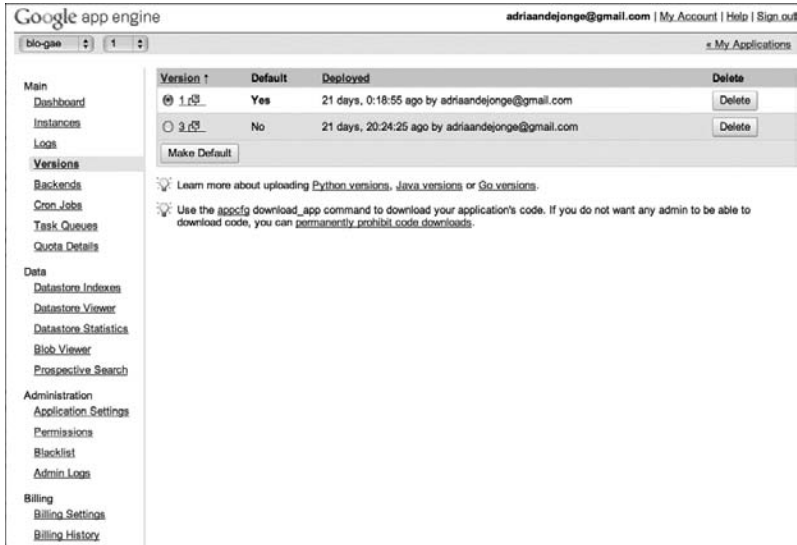 Google app engine
adriaandejonge@gmail.com | My Account | Help | Sign out
blo-gae 1
« My Applications
Main
Dashboard
Instances
Logs
Versions
Backends
Cron Jobs
Task Queues
Quota Details
Data
Datastore Indexes
Datastore Viewer
Datastore Statistics
Blob Viewer
Prospective Search
Administration
Application Settings
Permissions
Blacklist
Admin Logs
Billing
Billing Settings
Billing History
Version ↑ Default Deployed Delete
1 Yes 21 days, 0:18:55 ago by adriaandejonge@gmail.com Delete
3 No 21 days, 20:24:25 ago by adriaandejonge@gmail.com Delete
Make Default
Learn more about uploading Python versions, Java versions or Go versions.
Use the appcfg download_app command to download your application's code. If you do not want any admin to be able to
download code, you can permanently prohibit code downloads.